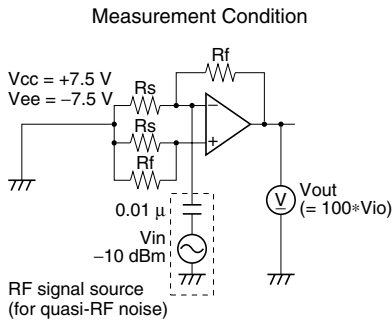 Measurement Condition
Rf
Vcc = +7.5 V
Vee = −7.5 V
Rs
−
Rs
+
Rf
0.01 μ
V
Vout
(= 100*Vio)
Vin
−10 dBm
RF signal source
(for quasi-RF noise)